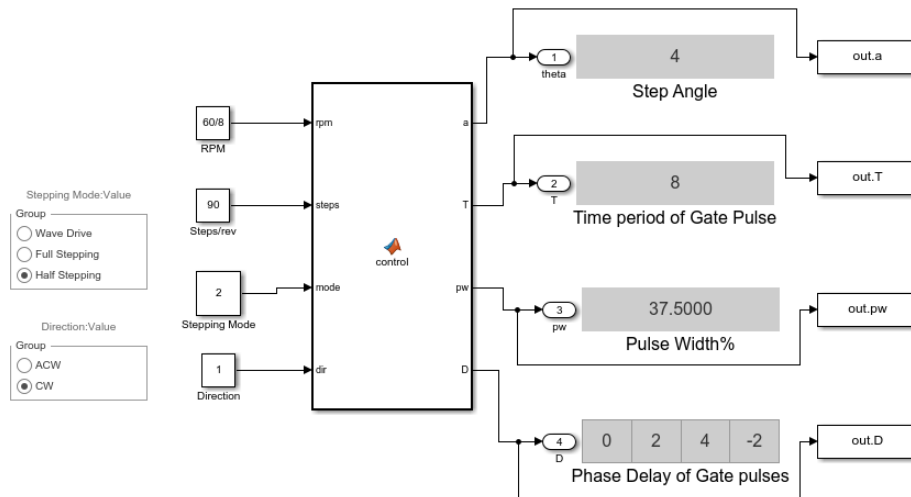 Stepping Mode:Value
Group
Wave Drive
Full Stepping
Half Stepping
Direction:Value
Group
ACW
CW
60/8
RPM
90
Steps/rev
2
Stepping Mode
1
Direction
rpm
steps
mode
dir
control
a
T
pw
D
1
theta
4
Step Angle
out.a
2
T
8
Time period of Gate Pulse
out.T
3
pw
37.5000
Pulse Width%
out.pw
4
D
0 2 4 -2
Phase Delay of Gate pulses
out.D